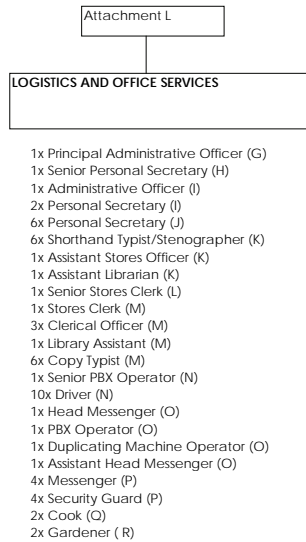 Attachment L
LOGISTICS AND OFFICE SERVICES
1x Principal Administrative Officer (G)
1x Senior Personal Secretary (H)
1x Administrative Officer (I)
2x Personal Secretary (I)
6x Personal Secretary (J)
6x Shorthand Typist/Stenographer (K)
1x Assistant Stores Officer (K)
1x Assistant Librarian (K)
1x Senior Stores Clerk (L)
1x Stores Clerk (M)
3x Clerical Officer (M)
1x Library Assistant (M)
6x Copy Typist (M)
1x Senior PBX Operator (N)
10x Driver (N)
1x Head Messenger (O)
1x PBX Operator (O)
1x Duplicating Machine Operator (O)
1x Assistant Head Messenger (O)
4x Messenger (P)
4x Security Guard (P)
2x Cook (Q)
2x Gardener ( R)